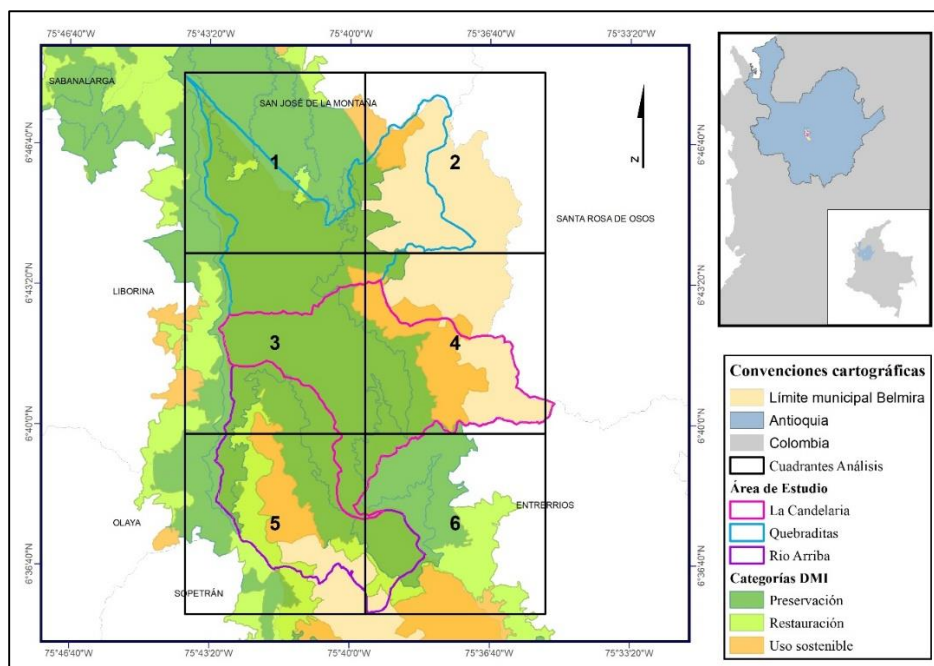 75°46'40"W 75°43'20"W 75°40'0"W 75°36'40"W 75°33'20"W
SABANALARGA
SAN JOSÉ DE LA MONTAÑA
6°46'40"N 6°46'40"N
1 2
N
SANTA ROSA DE OSOS
LIBORINA
6°43'20"N 6°43'20"N
3 4
6°40'0"N 6°40'0"N
ENTRERRIOS
OLAYA
5 6
6°36'40"N 6°36'40"N
SOPETRÁN
75°46'40"W 75°43'20"W 75°40'0"W 75°36'40"W 75°33'20"W
Convenciones cartográficas
Límite municipal Belmira
Antioquia
Colombia
Cuadrantes Análisis
Área de Estudio
La Candelaria
Quebraditas
Rio Arriba
Categorías DMI
Preservación
Restauración
Uso sostenible